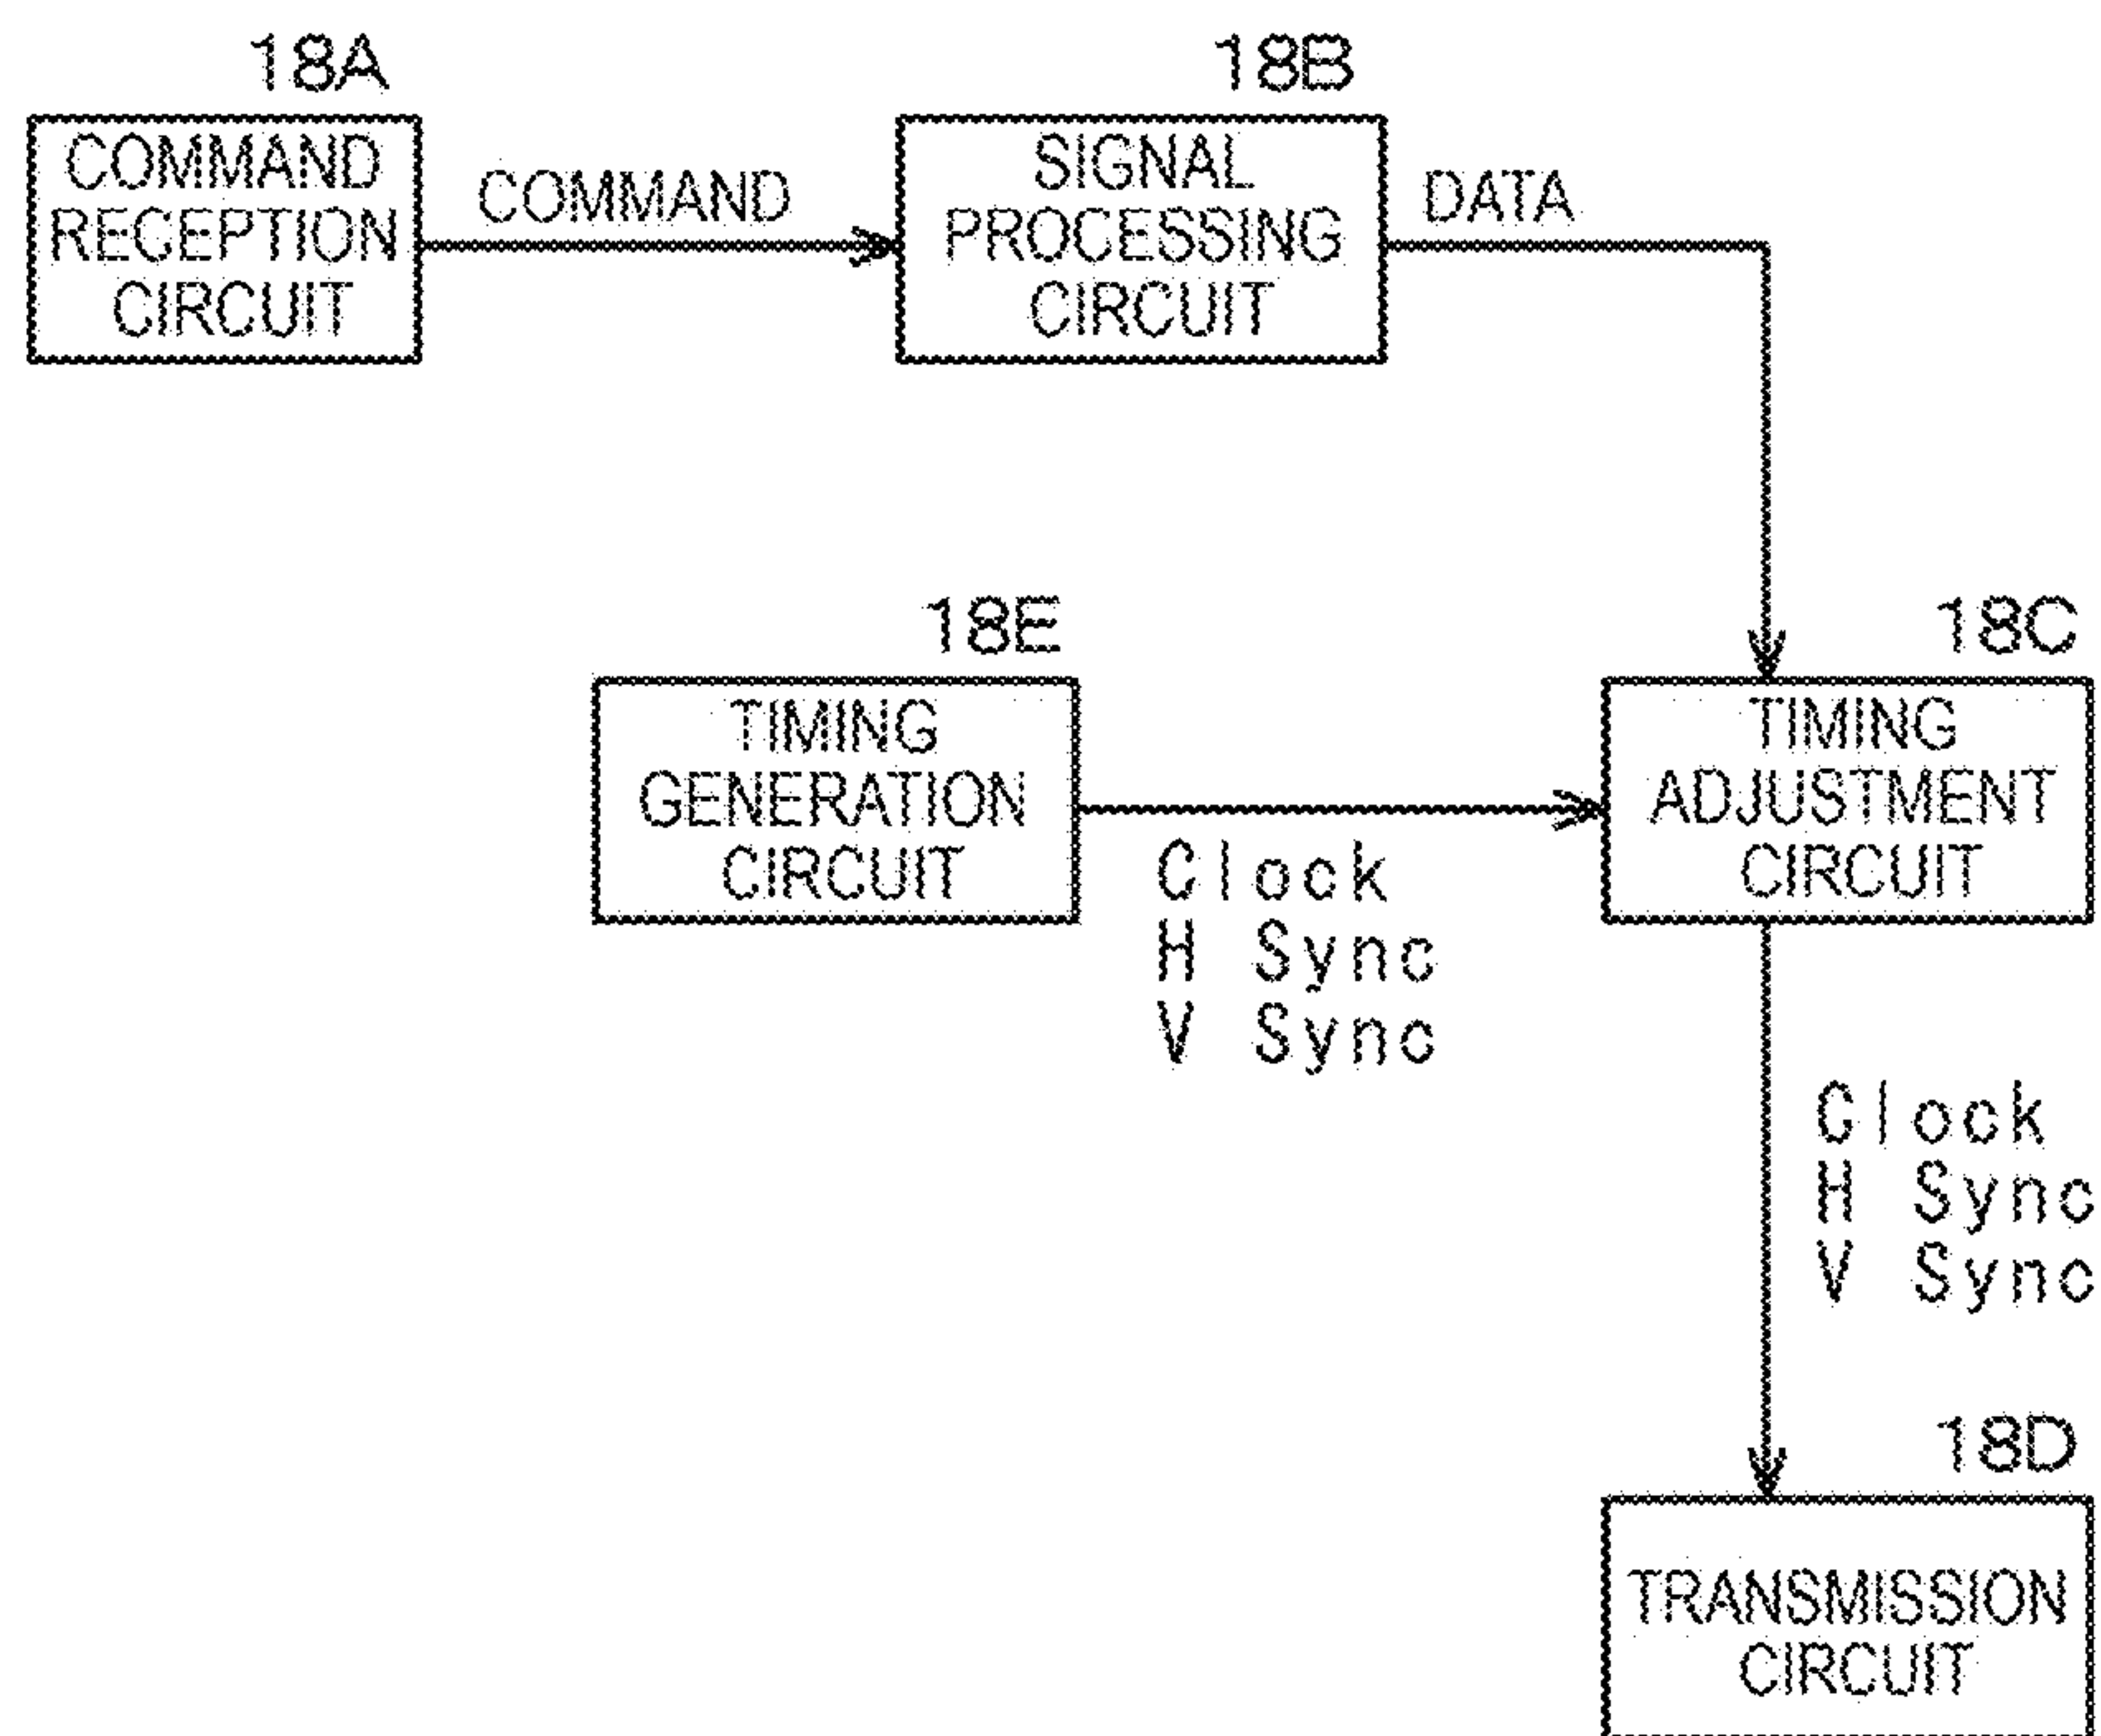 18A
COMMAND
RECEPTION
CIRCUIT
COMMAND
18B
SIGNAL
PROCESSING
CIRCUIT
DATA
18E
TIMING
GENERATION
CIRCUIT
Clock
H Sync
V Sync
18C
TIMING
ADJUSTMENT
CIRCUIT
Clock
H Sync
V Sync
18D
TRANSMISSION
CIRCUIT